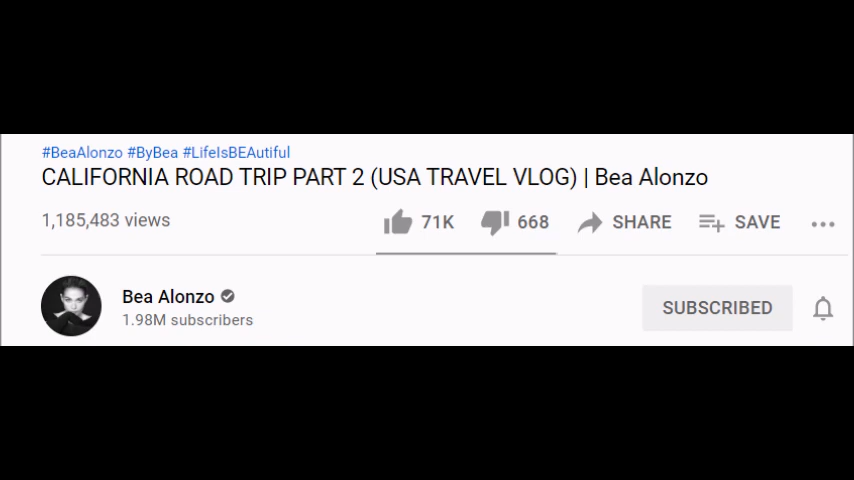 #BeaAlonzo #ByBea #LifeIsBEAutiful
CALIFORNIA ROAD TRIP PART 2 (USA TRAVEL VLOG) | Bea Alonzo
1,185,483 views 71K 668 SHARE SAVE
Bea Alonzo
1.98M subscribers
SUBSCRIBED